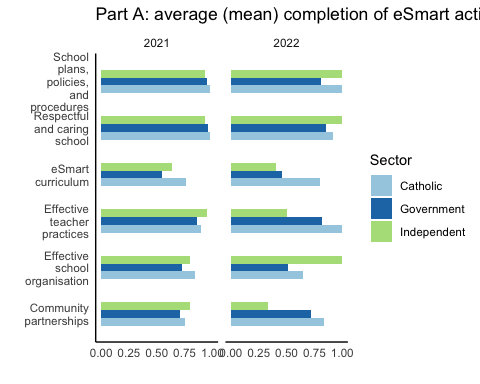 Part A: average (mean) completion of eSmart acti
2021
2022
School
plans,
policies,
and
procedures
Respectful
and caring
school
eSmart
curriculum
Effective
teacher
practices
Effective
school
organisation
Community
partnerships
0.00 0.25 0.50 0.75 1.00
0.00 0.25 0.50 0.75 1.00
Sector
Catholic
Government
Independent